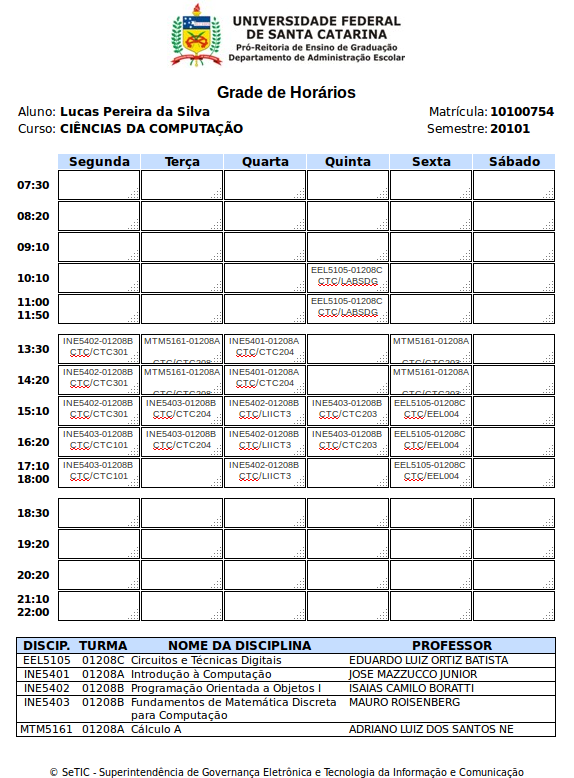 UNIVERSIDADE FEDERAL
DE SANTA CATARINA
Pró-Reitoria de Ensino de Graduação
Departamento de Administração Escolar
Grade de Horários
Aluno: Lucas Pereira da Silva Matrícula: 10100754
Curso: CIÊNCIAS DA COMPUTAÇÃO Semestre: 20101
Segunda Terça Quarta Quinta Sexta Sábado
07:30
08:20
09:10
10:10 EEL5105-01208C
CTC/LABSDG
11:00 EEL5105-01208C
11:50 CTC/LABSDG
13:30 INE5402-01208B MTM5161-01208A INE5401-01208A MTM5161-01208A
CTC/CTC301 CTC/CTC208 CTC/CTC204 CTC/CTC203
14:20 INE5402-01208B MTM5161-01208A INE5401-01208A MTM5161-01208A
CTC/CTC301 CTC/CTC208 CTC/CTC204 CTC/CTC203
15:10 INE5402-01208B INE5403-01208B INE5402-01208B INE5403-01208B EEL5105-01208C
CTC/CTC301 CTC/CTC204 CTC/LIICT3 CTC/CTC203 CTC/EEL004
16:20 INE5403-01208B INE5403-01208B INE5402-01208B INE5403-01208B EEL5105-01208C
CTC/CTC101 CTC/CTC204 CTC/LIICT3 CTC/CTC203 CTC/EEL004
17:10 INE5403-01208B INE5402-01208B EEL5105-01208C
18:00 CTC/CTC101 CTC/LIICT3 CTC/EEL004
18:30
19:20
20:20
21:10
22:00
DISCIP. TURMA NOME DA DISCIPLINA PROFESSOR
EEL5105 01208C Circuitos e Técnicas Digitais EDUARDO LUIZ ORTIZ BATISTA
INE5401 01208A Introdução à Computação JOSE MAZZUCO JUNIOR
INE5402 01208B Programação Orientada a Objetos I ISAIAS CAMILO BORATTI
INE5403 01208B Fundamentos de Matemática Discreta MAURO ROISENBERG
para Computação
MTM5161 01208A Cálculo A ADRIANO LUIZ DOS SANTOS NE
© SeTIC - Superintendência de Governança Eletrônica e Tecnologia da Informação e Comunicação